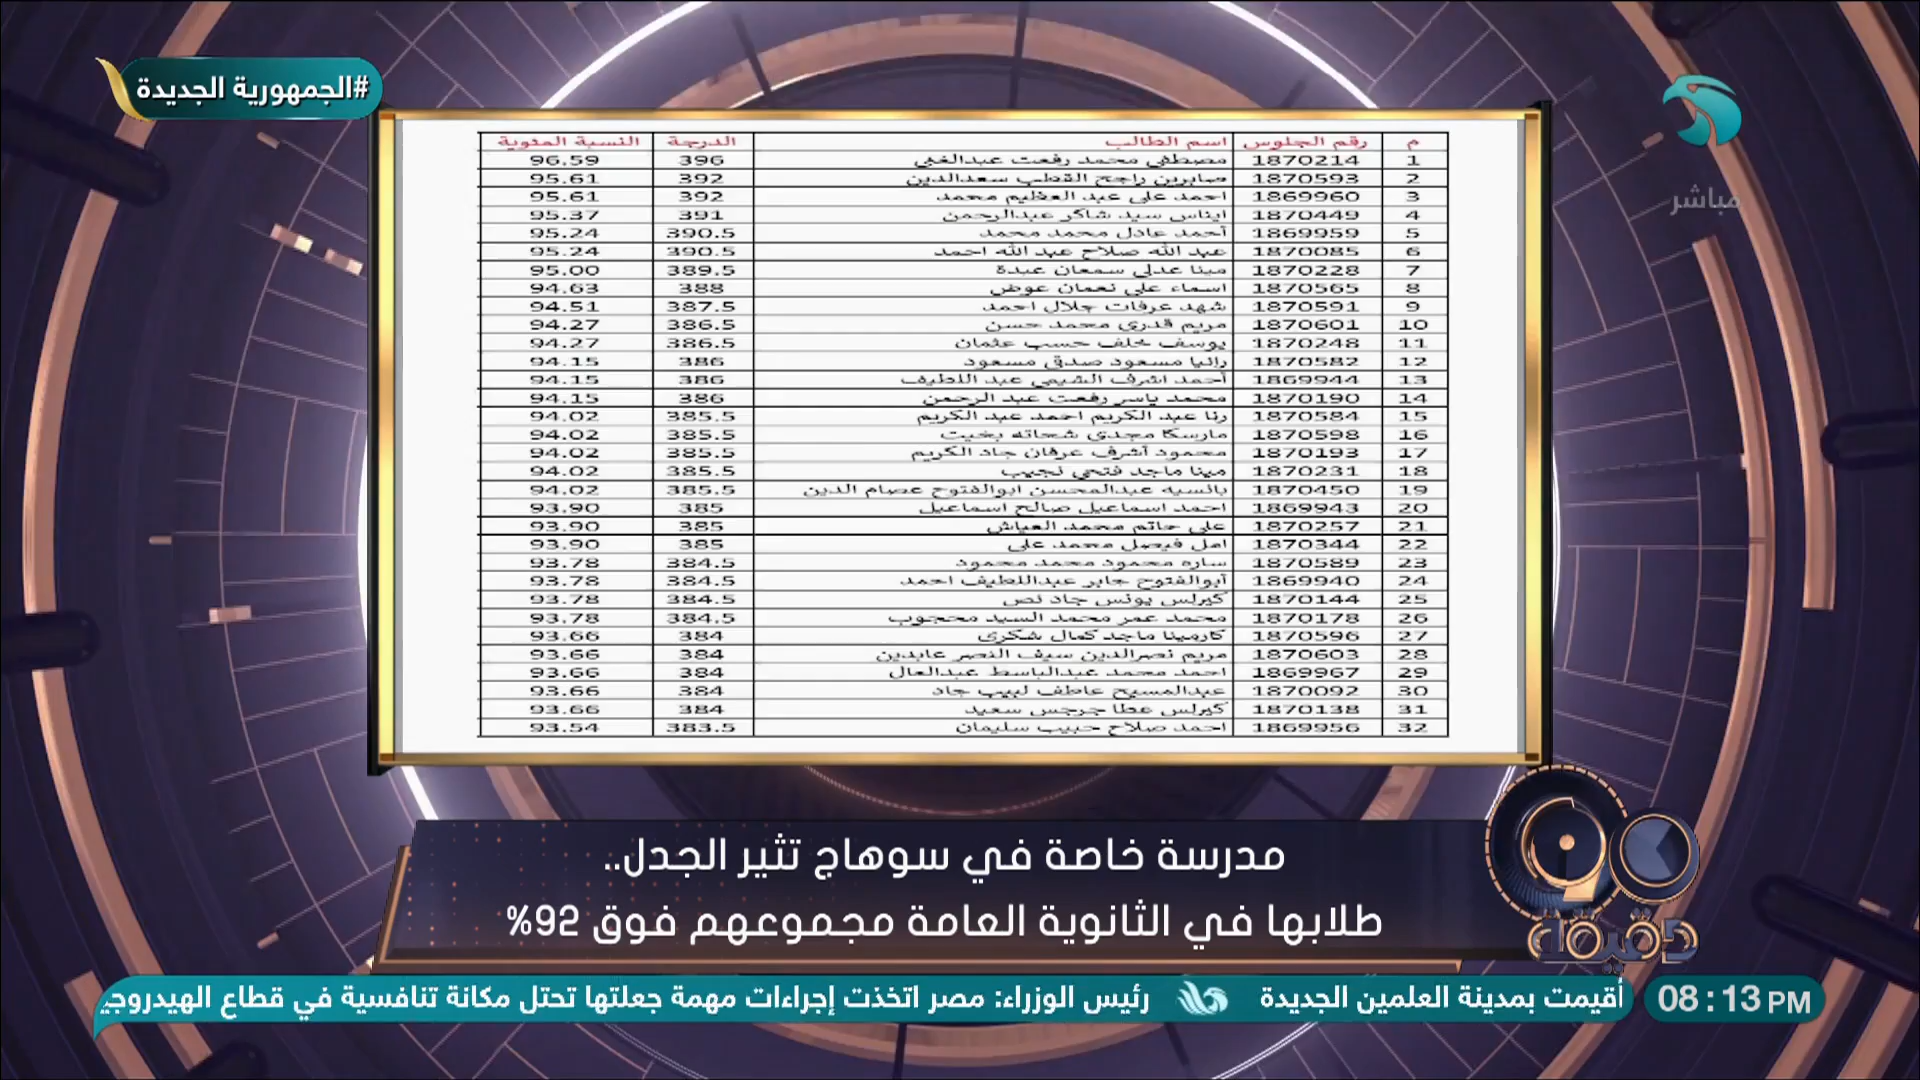 #الجمهورية الجديدة
مباشر
م رقم الجلوس اسم الطالب الدرجة النسبة المئوية
1 1870214 مصطفى محمد رفعت عبدالغنى 396 96.59
2 1870593 صابرين راجح القطب سعدالدين 392 95.61
3 1869960 احمد على عبد العظيم محمد 392 95.61
4 1870449 ايناس سيد شاكر عبدالرحمن 391 95.37
5 1869959 أحمد عادل محمد محمد 390.5 95.24
6 1870085 عبد الله صلاح عبد الله احمد 390.5 95.24
7 1870228 مينا عدلى سمعان عبدة 389.5 95.00
8 1870565 اسماء على نعمان عوض 388 94.63
9 1870591 شهد عرفات جلال احمد 387.5 94.51
10 1870601 مريم قدرى محمد حسن 386.5 94.27
11 1870248 يوسف خلف حسب عثمان 386.5 94.27
12 1870582 رانيا مسعود صدقى مسعود 386 94.15
13 1869944 أحمد اشرف الشيمى عبد اللطيف 386 94.15
14 1870190 محمد ياسر رفعت عبد الرحمن 386 94.15
15 1870584 رنا عبد الكريم احمد عبد الكريم 385.5 94.02
16 1870598 مارسكا مجدى شحاته بخيت 385.5 94.02
17 1870193 محمود أشرف عرفان جاد الكريم 385.5 94.02
18 1870231 مينا ماجد فتحي نجيب 385.5 94.02
19 1870450 بانسيه عبدالمحسن ابوالفتوح عصام الدين 385.5 94.02
20 1869943 احمد اسماعيل صالح اسماعيل 385 93.90
21 1870257 على حاتم محمد العياش 385 93.90
22 1870344 امل فيصل محمد على 385 93.90
23 1870589 ساره محمود محمد محمود 384.5 93.78
24 1869940 أبوالفتوح جابر عبداللطيف احمد 384.5 93.78
25 1870144 كيرلس يونس جاد نص 384.5 93.78
26 1870178 محمد عمر محمد السيد محجوب 384.5 93.78
27 1870596 كارمينا ماجد كمال شكرى 384 93.66
28 1870603 مريم نصرالدين سيف النصر عابدين 384 93.66
29 1869967 احمد محمد عبدالباسط عبدالعال 384 93.66
30 1870092 عبدالمسيح عاطف لبيب جاد 384 93.66
31 1870138 كيرلس عطا جرجس سعيد 384 93.66
32 1869956 احمد صلاح حبيب سليمان 383.5 93.54
مدرسة خاصة في سوهاج تثير الجدل..
طلابها في الثانوية العامة مجموعهم فوق 92%
90 دقيقة
08:13 PM
أقيمت بمدينة العلمين الجديدة رئيس الوزراء: مصر اتخذت إجراءات مهمة جعلتها تحتل مكانة تنافسية في قطاع الهيدروجي